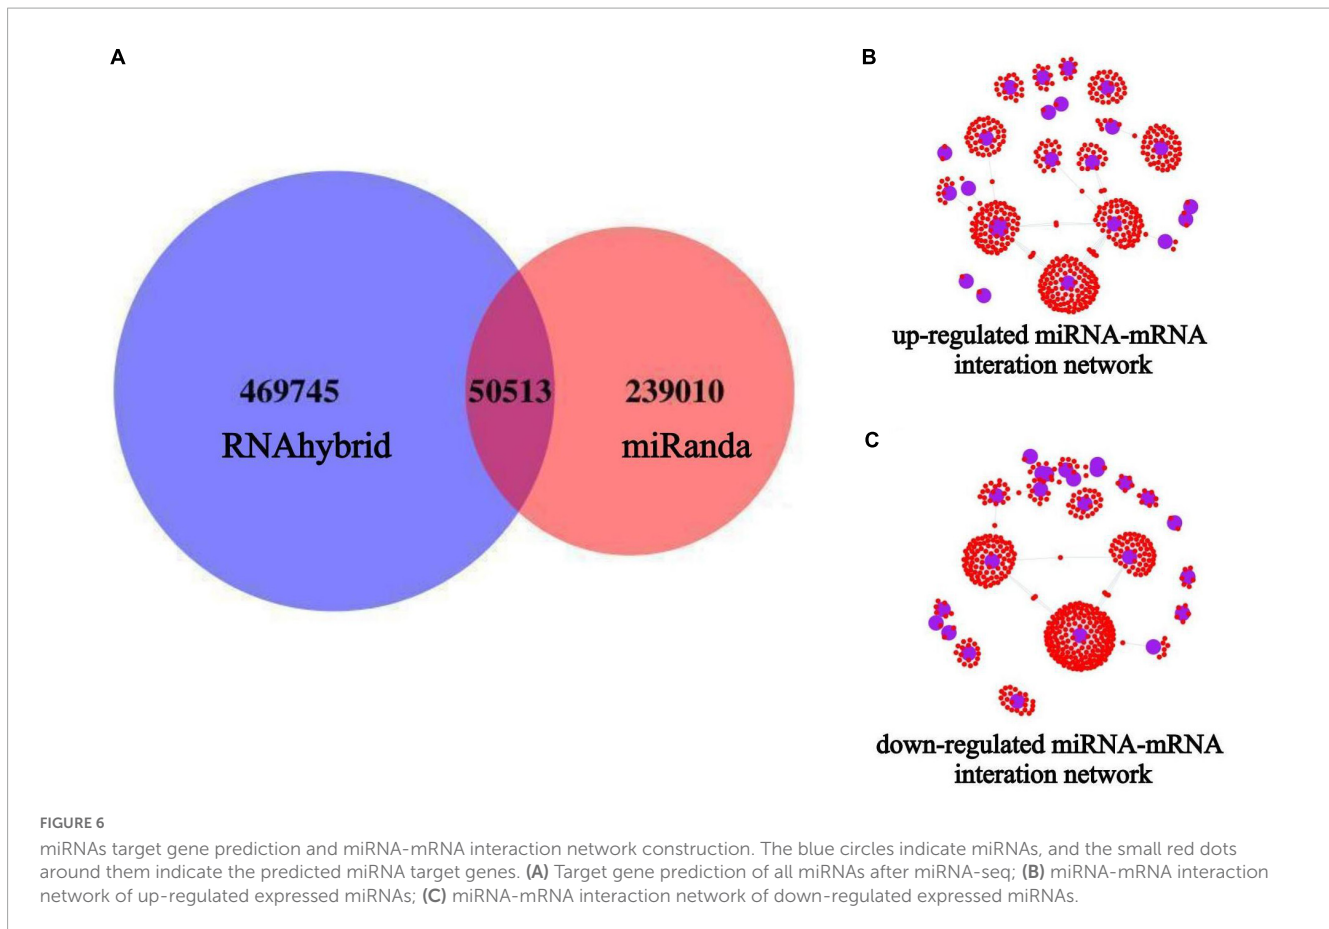 A
469745
50513
239010
RNAhybrid
miRanda
B
up-regulated miRNA-mRNA
interation network
C
down-regulated miRNA-mRNA
interation network
FIGURE 6
miRNAs target gene prediction and miRNA-mRNA interaction network construction. The blue circles indicate miRNAs, and the small red dots
around them indicate the predicted miRNA target genes. (A) Target gene prediction of all miRNAs after miRNA-seq; (B) miRNA-mRNA interaction
network of up-regulated expressed miRNAs; (C) miRNA-mRNA interaction network of down-regulated expressed miRNAs.